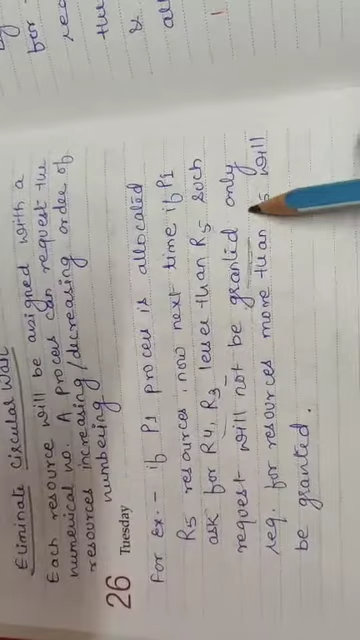 Eliminate Circular Wait
Each resource will be assigned with a
numerical no. A process can request the
resources increasing/decreasing order of
numbering
26 Tuesday
For Ex. - if P1 process is allocated
R5 resources, now next time if P1
ask for R4, R3 lesser than R5 such
request will not be granted only
req. for resources more than will
be granted.